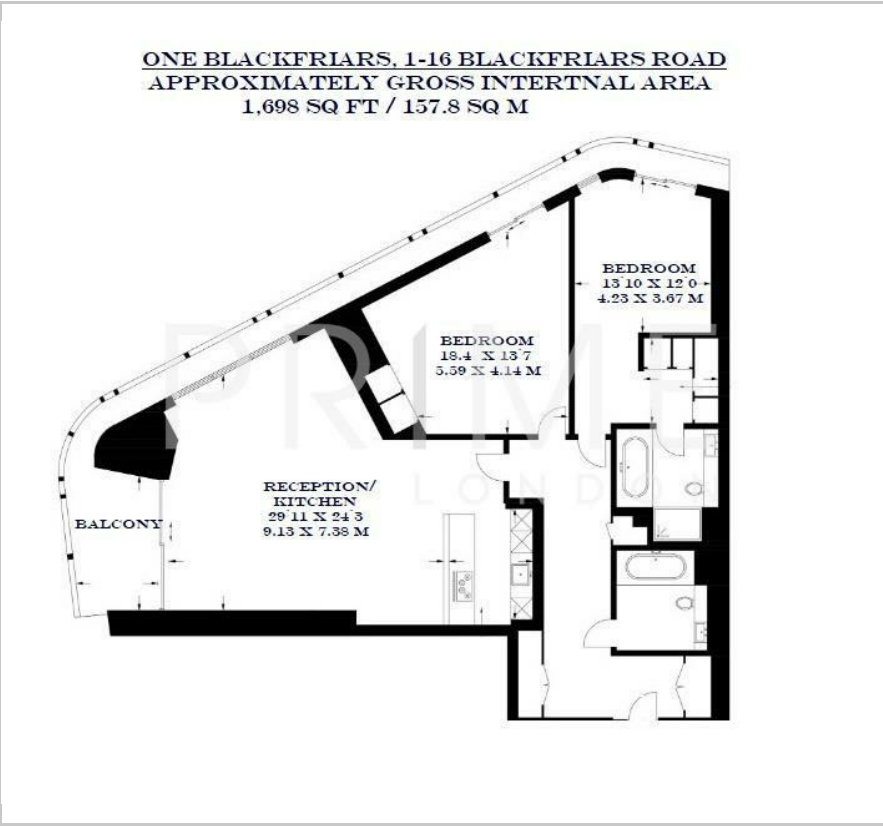 ONE BLACKFRIARS, 1-16 BLACKFRIARS ROAD
APPROXIMATELY GROSS INTERTNAL AREA
1,698 SQ FT / 157.8 SQ M
BEDROOM
13'10 X 12'0
4.23 X 3.67 M
BEDROOM
18.4 X 13'7
5.59 X 4.14 M
PRIME
LONDON
RECEPTION/
KITCHEN
29'11 X 24'3
9.13 X 7.38 M
BALCONY